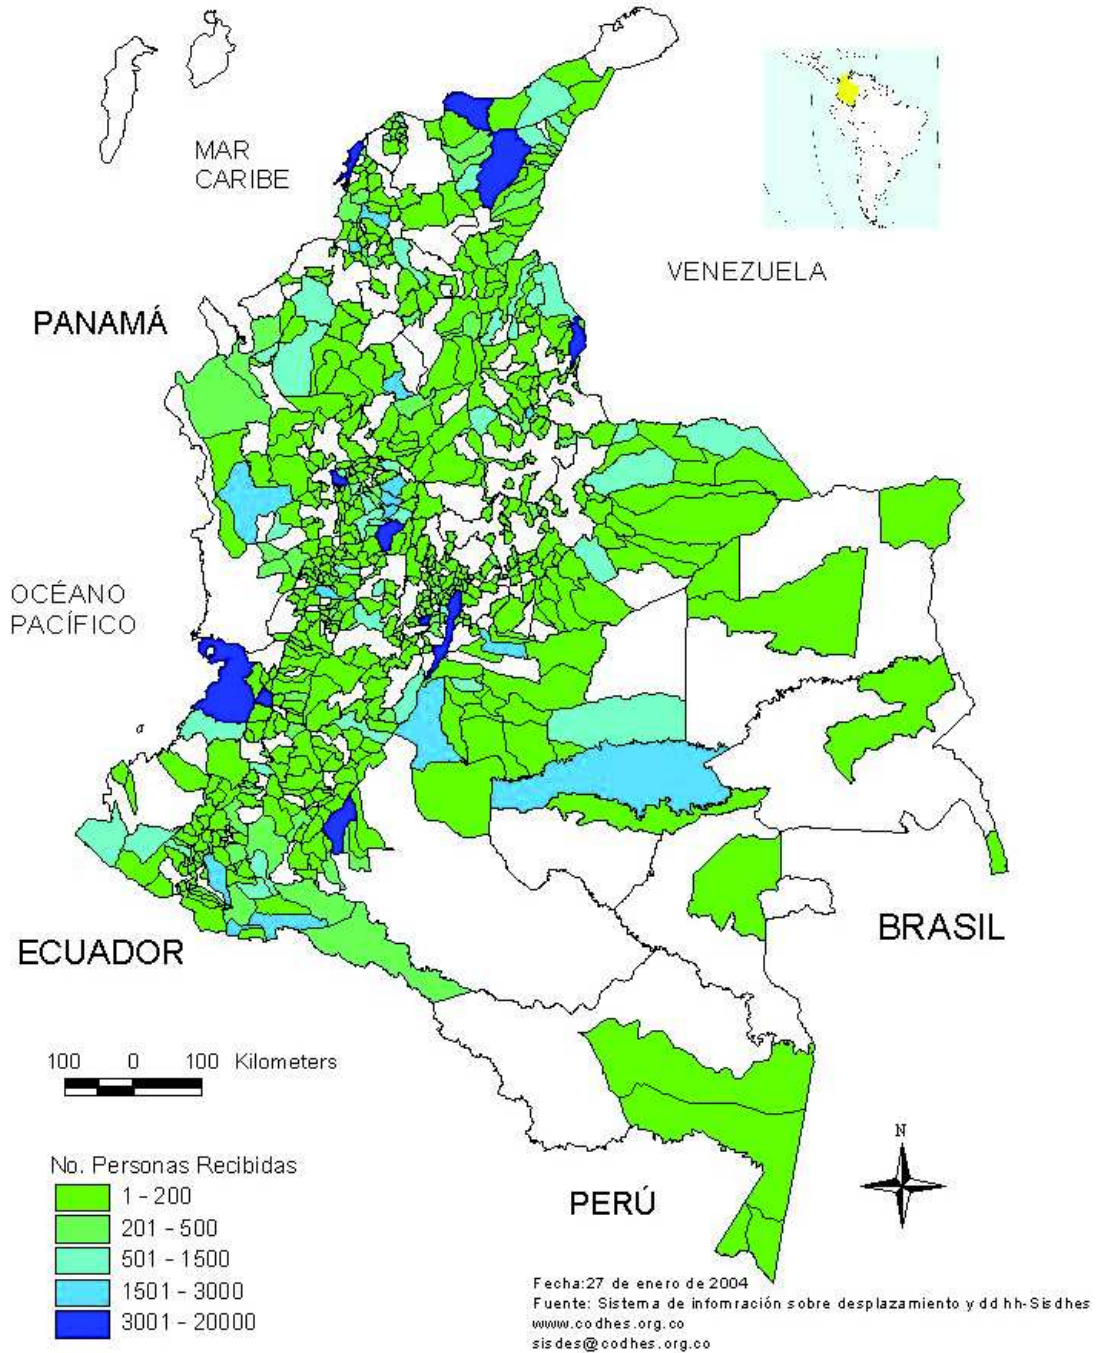 MAR
CARIBE
VENEZUELA
PANAMÁ
OCÉANO
PACÍFICO
a
BRASIL
ECUADOR
100 0 100 Kilometers
N
No. Personas Recibidas
1 - 200
201 - 500
501 - 1500
1501 - 3000
3001 - 20000
PERÚ
Fecha:27 de enero de 2004
Fuente: Sistema de infomración sobre desplazamiento y dd hh-Sisdhes
www.codhes.org.co
sisdes@codhes.org.co